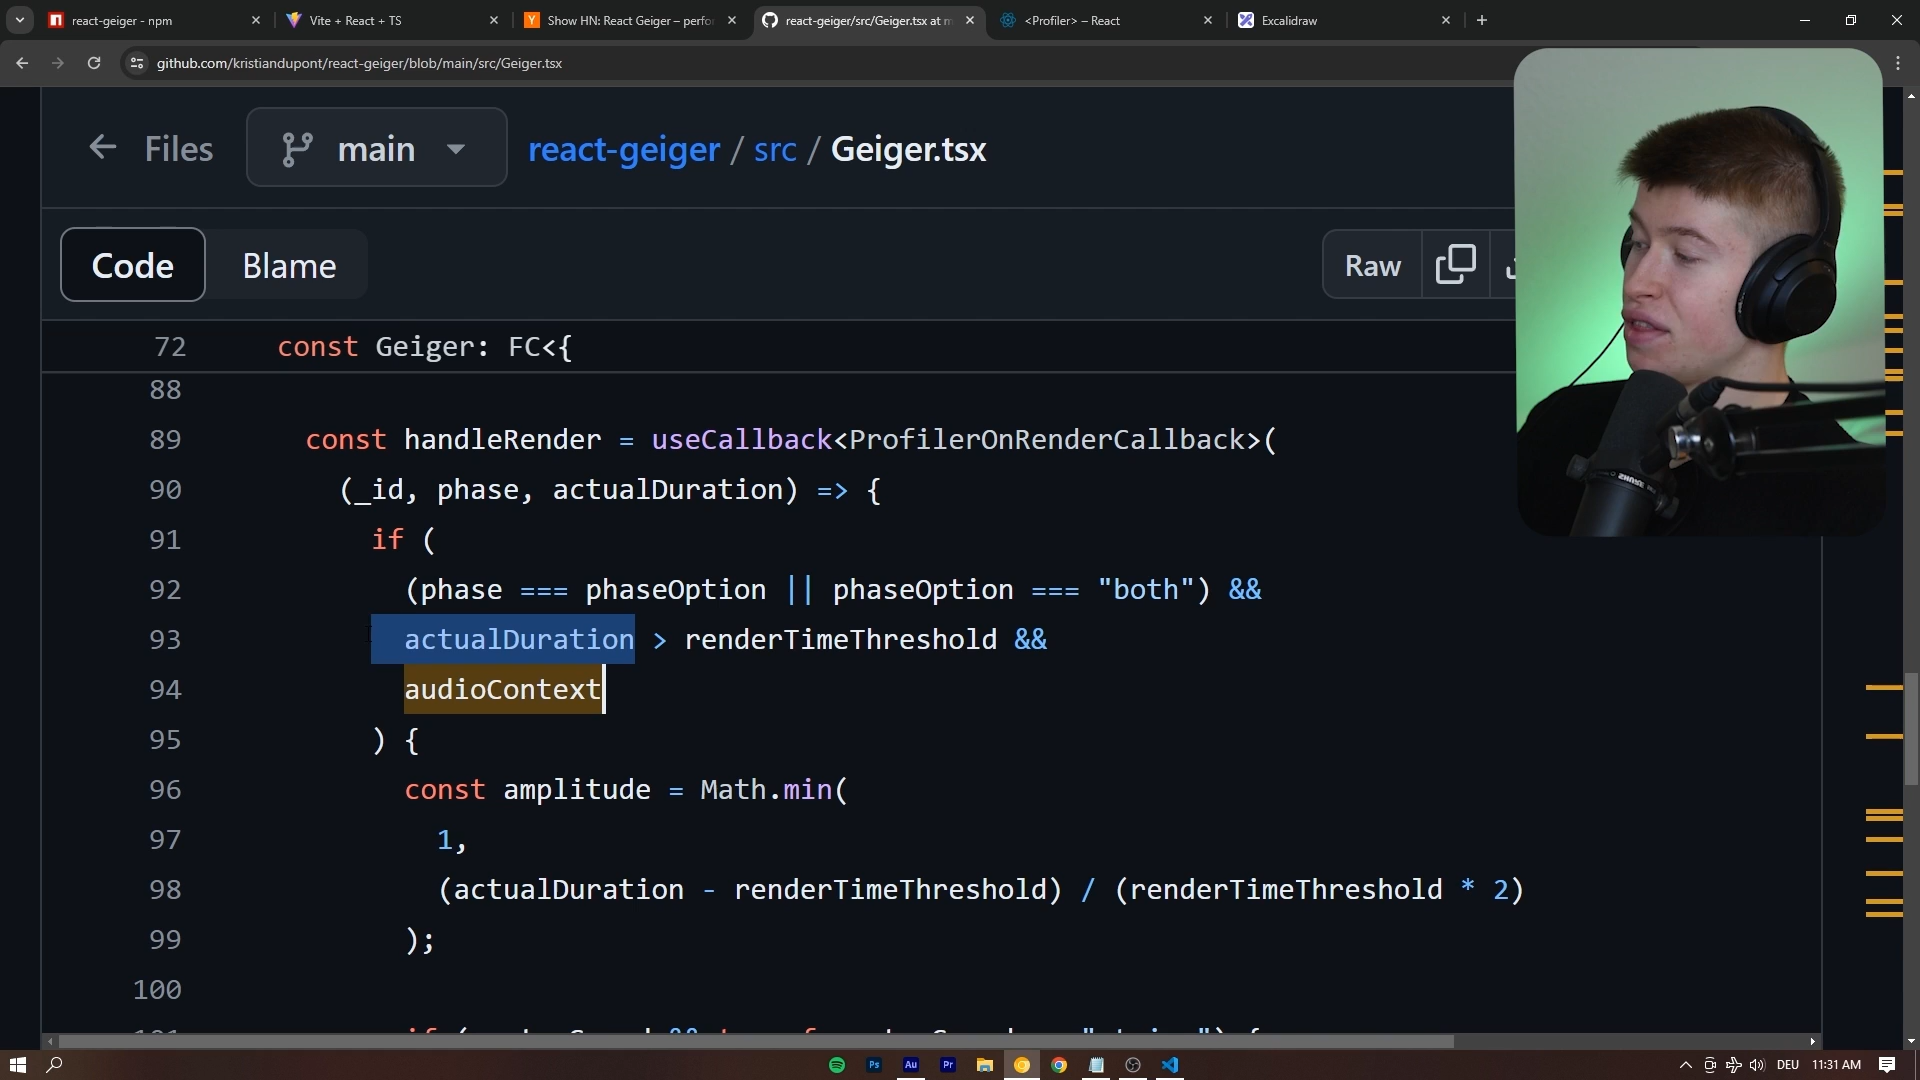 react-geiger - npm
Vite + React + TS
Show HN: React Geiger – perfo
react-geiger/src/Geiger.tsx at m
<Profiler> – React
Excalidraw
github.com/kristiandupont/react-geiger/blob/main/src/Geiger.tsx
Files
main
react-geiger / src / Geiger.tsx
Code
Blame
Raw
72 const Geiger: FC<{
88
89 const handleRender = useCallback<ProfilerOnRenderCallback>(
90 (_id, phase, actualDuration) => {
91 if (
92 (phase === phaseOption || phaseOption === "both") &&
93 actualDuration > renderTimeThreshold &&
94 audioContext
95 ) {
96 const amplitude = Math.min(
97 1,
98 (actualDuration - renderTimeThreshold) / (renderTimeThreshold * 2)
99 );
100
Ps
Au
Pr
DEU
11:31 AM